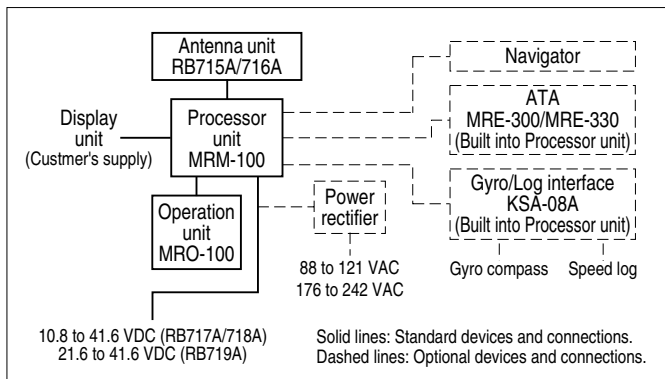 Antenna unit
RB715A/716A
Navigator
ATA
MRE-300/MRE-330
(Built into Processor unit)
Display
unit
(Custmer's supply)
Processor
unit
MRM-100
Gyro/Log interface
KSA-08A
(Built into Processor unit)
Power
rectifier
Operation
unit
MRO-100
88 to 121 VAC
176 to 242 VAC
Gyro compass
Speed log
10.8 to 41.6 VDC (RB717A/718A)
21.6 to 41.6 VDC (RB719A)
Solid lines: Standard devices and connections.
Dashed lines: Optional devices and connections.